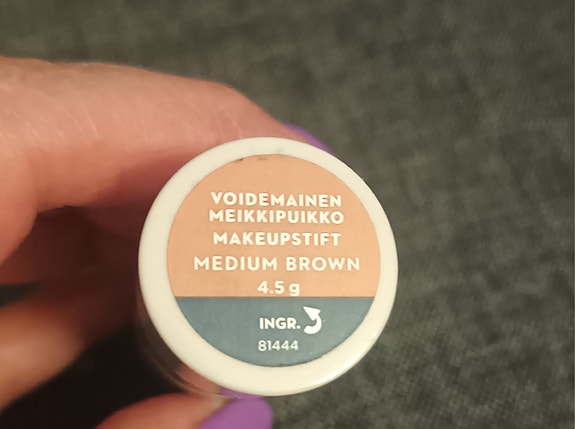 VOIDEMAINEN
MEIKKIPUIKKO
MAKEUPSTIFT
MEDIUM BROWN
4.5 g
INGR.
81444